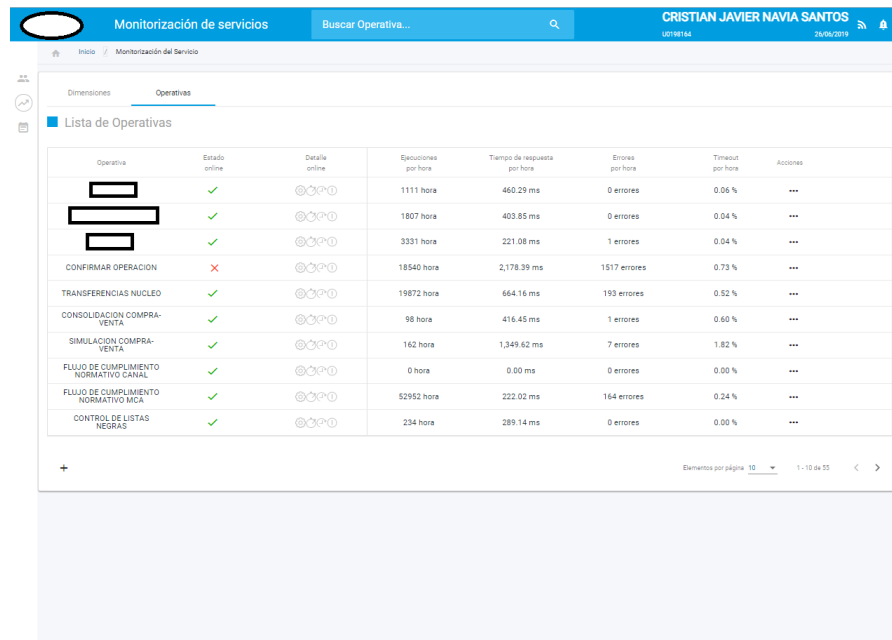 Monitorización de servicios
Buscar Operativa...
CRISTIAN JAVIER NAVIA SANTOS
U0198164 26/06/2019
Inicio / Monitorización del Servicio
Dimensiones Operativas
Lista de Operativas
Operativa Estado online Detalle online Ejecuciones por hora Tiempo de respuesta por hora Errores por hora Timeout por hora Acciones
1111 hora 460.29 ms 0 errores 0.06 % •••
1807 hora 403.85 ms 0 errores 0.04 % •••
3331 hora 221.08 ms 1 errores 0.04 % •••
CONFIRMAR OPERACION 18540 hora 2,178.39 ms 1517 errores 0.73 % •••
TRANSFERENCIAS NUCLEO 19872 hora 664.16 ms 193 errores 0.52 % •••
CONSOLIDACION COMPRA-
VENTA 98 hora 416.45 ms 1 errores 0.60 % •••
SIMULACION COMPRA-
VENTA 162 hora 1,349.62 ms 7 errores 1.82 % •••
FLUJO DE CUMPLIMIENTO
NORMATIVO CANAL 0 hora 0.00 ms 0 errores 0.00 % •••
FLUJO DE CUMPLIMIENTO
NORMATIVO MCA 52952 hora 222.02 ms 164 errores 0.24 % •••
CONTROL DE LISTAS
NEGRAS 234 hora 289.14 ms 0 errores 0.00 % •••
+ Elementos por página 10 1 - 10 de 55